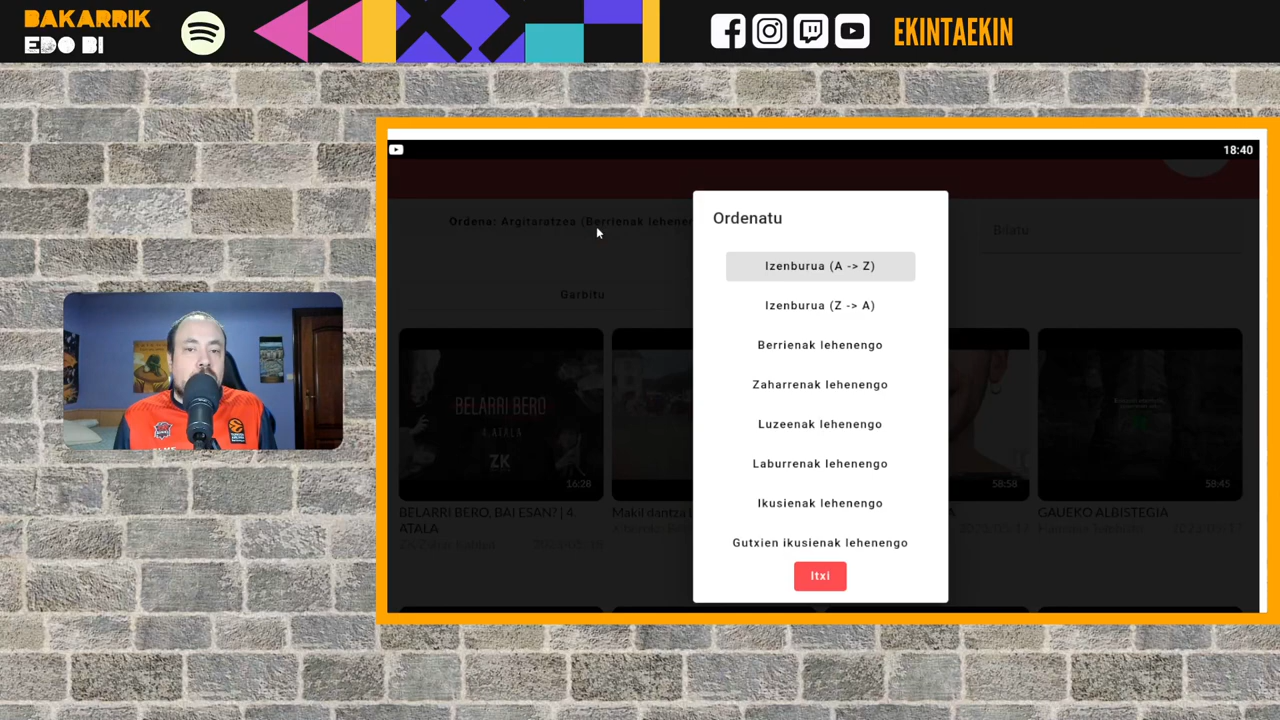 BAKARRIK
EDO BI
EKINTAEKIN
18:40
Ordena: Argitaratzea (Berrienak lehene
Bilatu
Garbitu
Ordenatu
Izenburua (A -> Z)
Izenburua (Z -> A)
Berrienak lehenengo
Zaharrenak lehenengo
Luzeenak lehenengo
Laburrenak lehenengo
Ikusienak lehenengo
Gutxien ikusienak lehenengo
Itxi
BELARRI BERO
4. ATALA
ZK
16:28
58:58
58:45
BELARRI BERO, BAI ESAN? | 4.
ATALA
Makil dantza
GAUEKO ALBISTEGIA